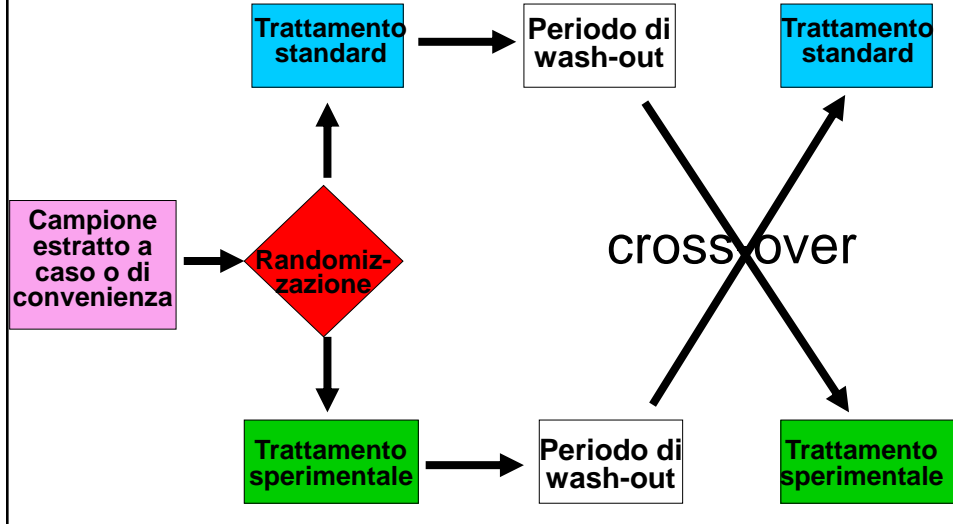 Trattamento
standard
Periodo di
wash-out
Trattamento
standard
Campione
estratto a
caso o di
convenienza
Randomiz-
zazione
cross-over
Trattamento
sperimentale
Periodo di
wash-out
Trattamento
sperimentale